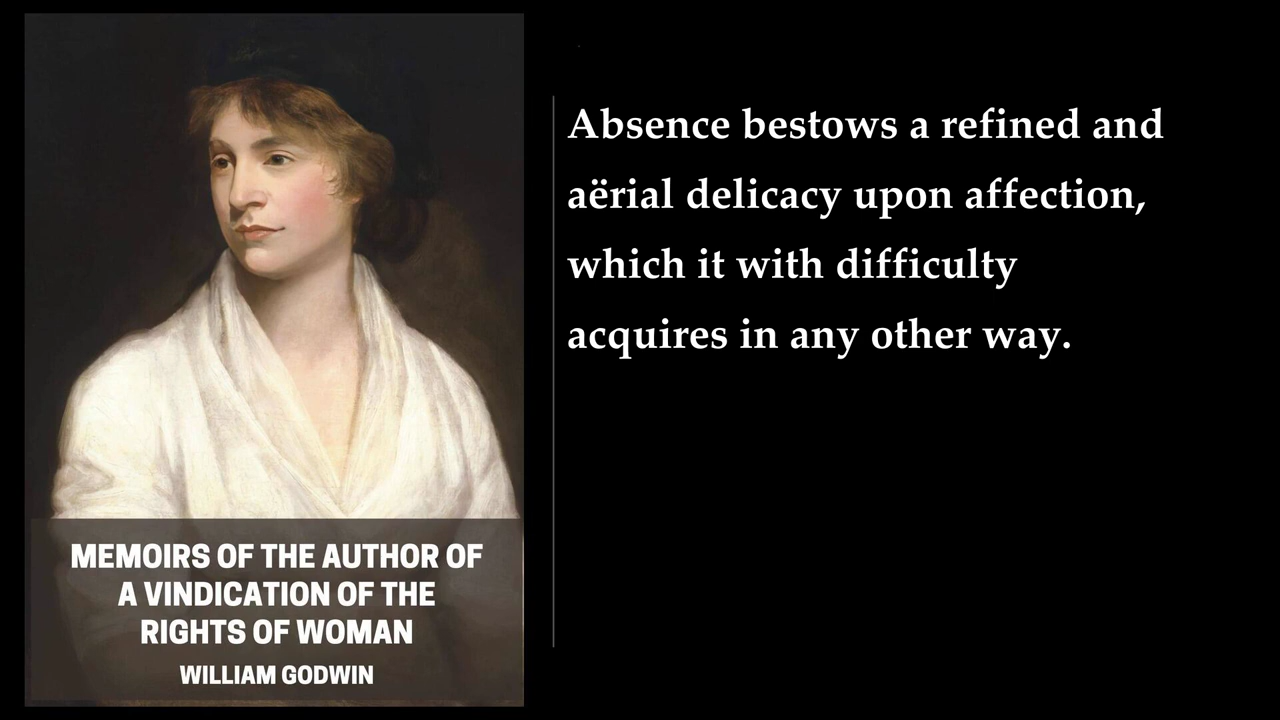 MEMOIRS OF THE AUTHOR OF
A VINDICATION OF THE
RIGHTS OF WOMAN
WILLIAM GODWIN
Absence bestows a refined and
aërial delicacy upon affection,
which it with difficulty
acquires in any other way.